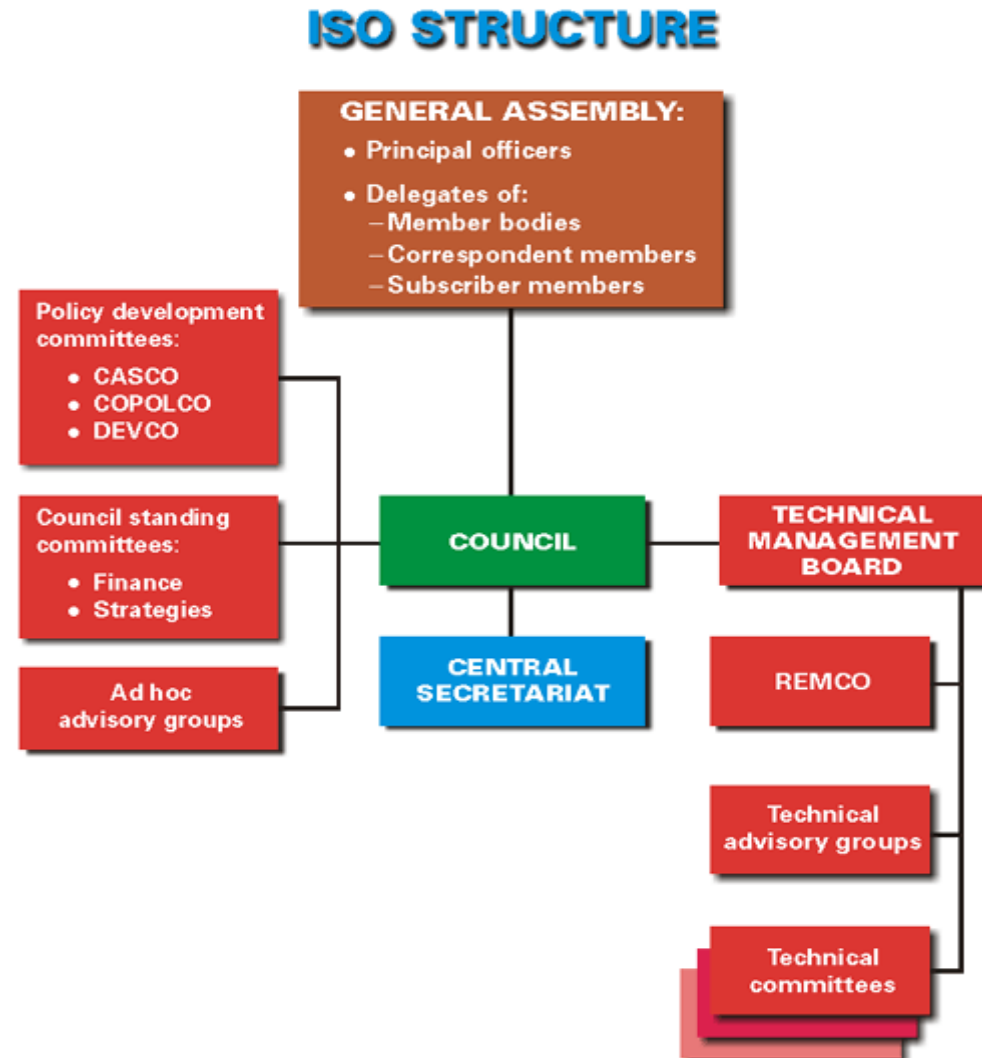 ISO STRUCTURE
GENERAL ASSEMBLY:
• Principal officers
• Delegates of:
–Member bodies
–Correspondent members
–Subscriber members
Policy development
committees:
• CASCO
• COPOLCO
• DEVCO
Council standing
committees:
• Finance
• Strategies
Ad hoc
advisory groups
COUNCIL
CENTRAL
SECRETARIAT
TECHNICAL
MANAGEMENT
BOARD
REMCO
Technical
advisory groups
Technical
committees